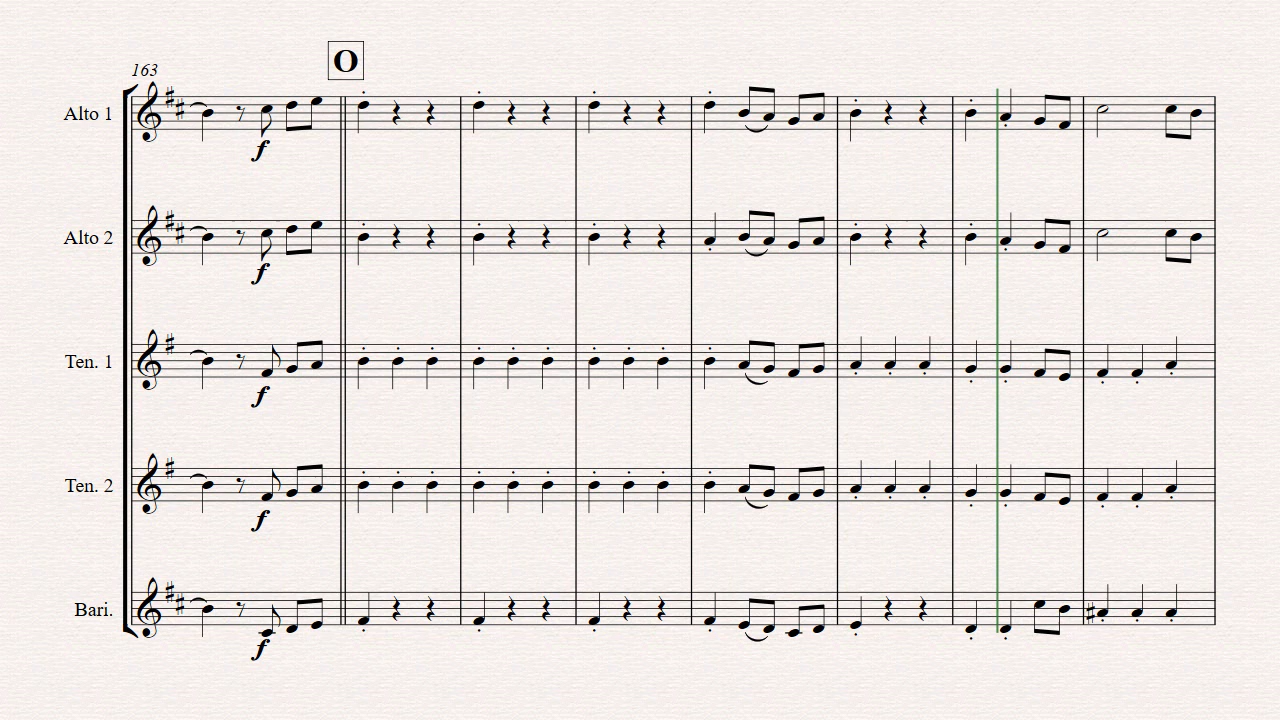 O
163
Alto 1
f
Alto 2
f
Ten. 1
f
Ten. 2
f
Bari.
f